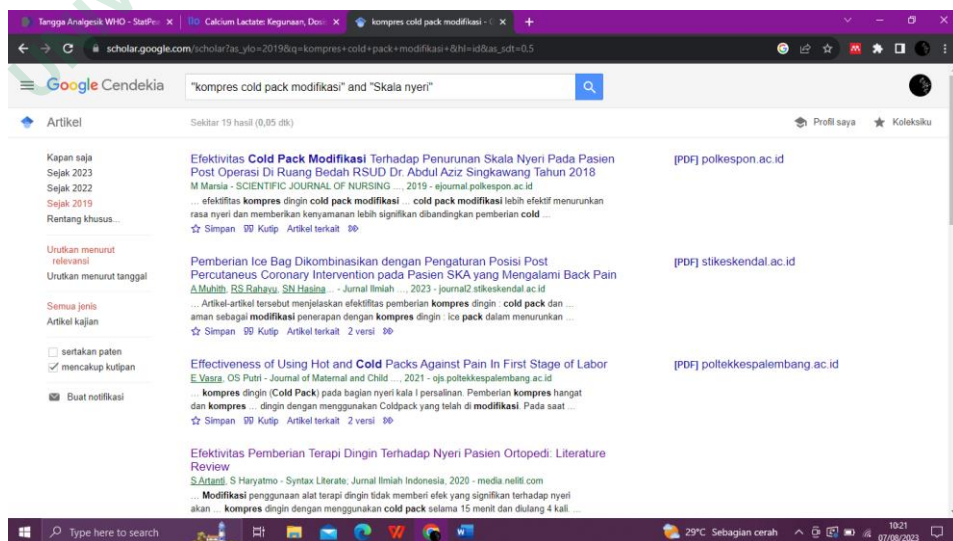 Tangga Analgesik WHO - StatPe
Calcium Lactate: Kegunaan, Dosis
kompres cold pack modifikasi -
scholar.google.com/scholar?as_ylo=2019&q=kompres+cold+pack+modifikasi+&hl=id&as_sdt=0.5
Google Cendekia
"kompres cold pack modifikasi" and "Skala nyeri"
Artikel
Sekitar 19 hasil (0,05 dtk)
Profil saya
Koleksiku
Kapan saja
Sejak 2023
Sejak 2022
Sejak 2019
Rentang khusus...
Urutkan menurut
relevansi
Urutkan menurut tanggal
Semua jenis
Artikel kajian
sertakan paten
mencakup kutipan
Buat notifikasi
Efektivitas Cold Pack Modifikasi Terhadap Penurunan Skala Nyeri Pada Pasien
Post Operasi Di Ruang Bedah RSUD Dr. Abdul Aziz Singkawang Tahun 2018
M Marsia - SCIENTIFIC JOURNAL OF NURSING ..., 2019 - ejournal.polkespon.ac.id
... efektifitas kompres dingin cold pack modifikasi ... cold pack modifikasi lebih efektif menurunkan
rasa nyeri dan memberikan kenyamanan lebih signifikan dibandingkan pemberian cold ...
Simpan Kutip Artikel terkait
[PDF] polkespon.ac.id
Pemberian Ice Bag Dikombinasikan dengan Pengaturan Posisi Post
Percutaneus Coronary Intervention pada Pasien SKA yang Mengalami Back Pain
A Muhith, RS Rahayu, SN Hasina... - Jurnal Ilmiah ..., 2023 - journal2.stikeskendal.ac.id
... Artikel-artikel tersebut menjelaskan efektifitas pemberian kompres dingin : cold pack dan ...
aman sebagai modifikasi penerapan dengan kompres dingin : ice pack dalam menurunkan ...
Simpan Kutip Artikel terkait 2 versi
[PDF] stikeskendal.ac.id
Effectiveness of Using Hot and Cold Packs Against Pain In First Stage of Labor
E Vasra, OS Putri - Journal of Maternal and Child ..., 2021 - ojs.poltekkespalembang.ac.id
... kompres dingin (Cold Pack) pada bagian nyeri kala I persalinan. Pemberian kompres hangat
dan kompres ... dingin dengan menggunakan Coldpack yang telah di modifikasi. Pada saat ...
Simpan Kutip Artikel terkait 2 versi
[PDF] poltekkespalembang.ac.id
Efektivitas Pemberian Terapi Dingin Terhadap Nyeri Pasien Ortopedi: Literature
Review
S Artanti, S Haryatmo - Syntax Literate; Jurnal Ilmiah Indonesia, 2020 - media.neliti.com
... Modifikasi penggunaan alat terapi dingin tidak memberi efek yang signifikan terhadap nyeri
akan ... kompres dingin dengan menggunakan cold pack selama 15 menit dan diulang 4 kali. ...
Type here to search
29°C Sebagian cerah
10:21
07/08/2023